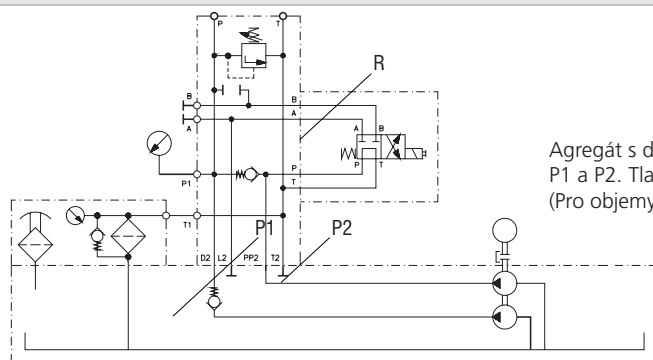 P T
R
B B
A A
A B
P T
P
P1
T
T1
P1 P2
D2 L2 PP2 T2
Agregát s d
P1 a P2. Tla
(Pro objemy